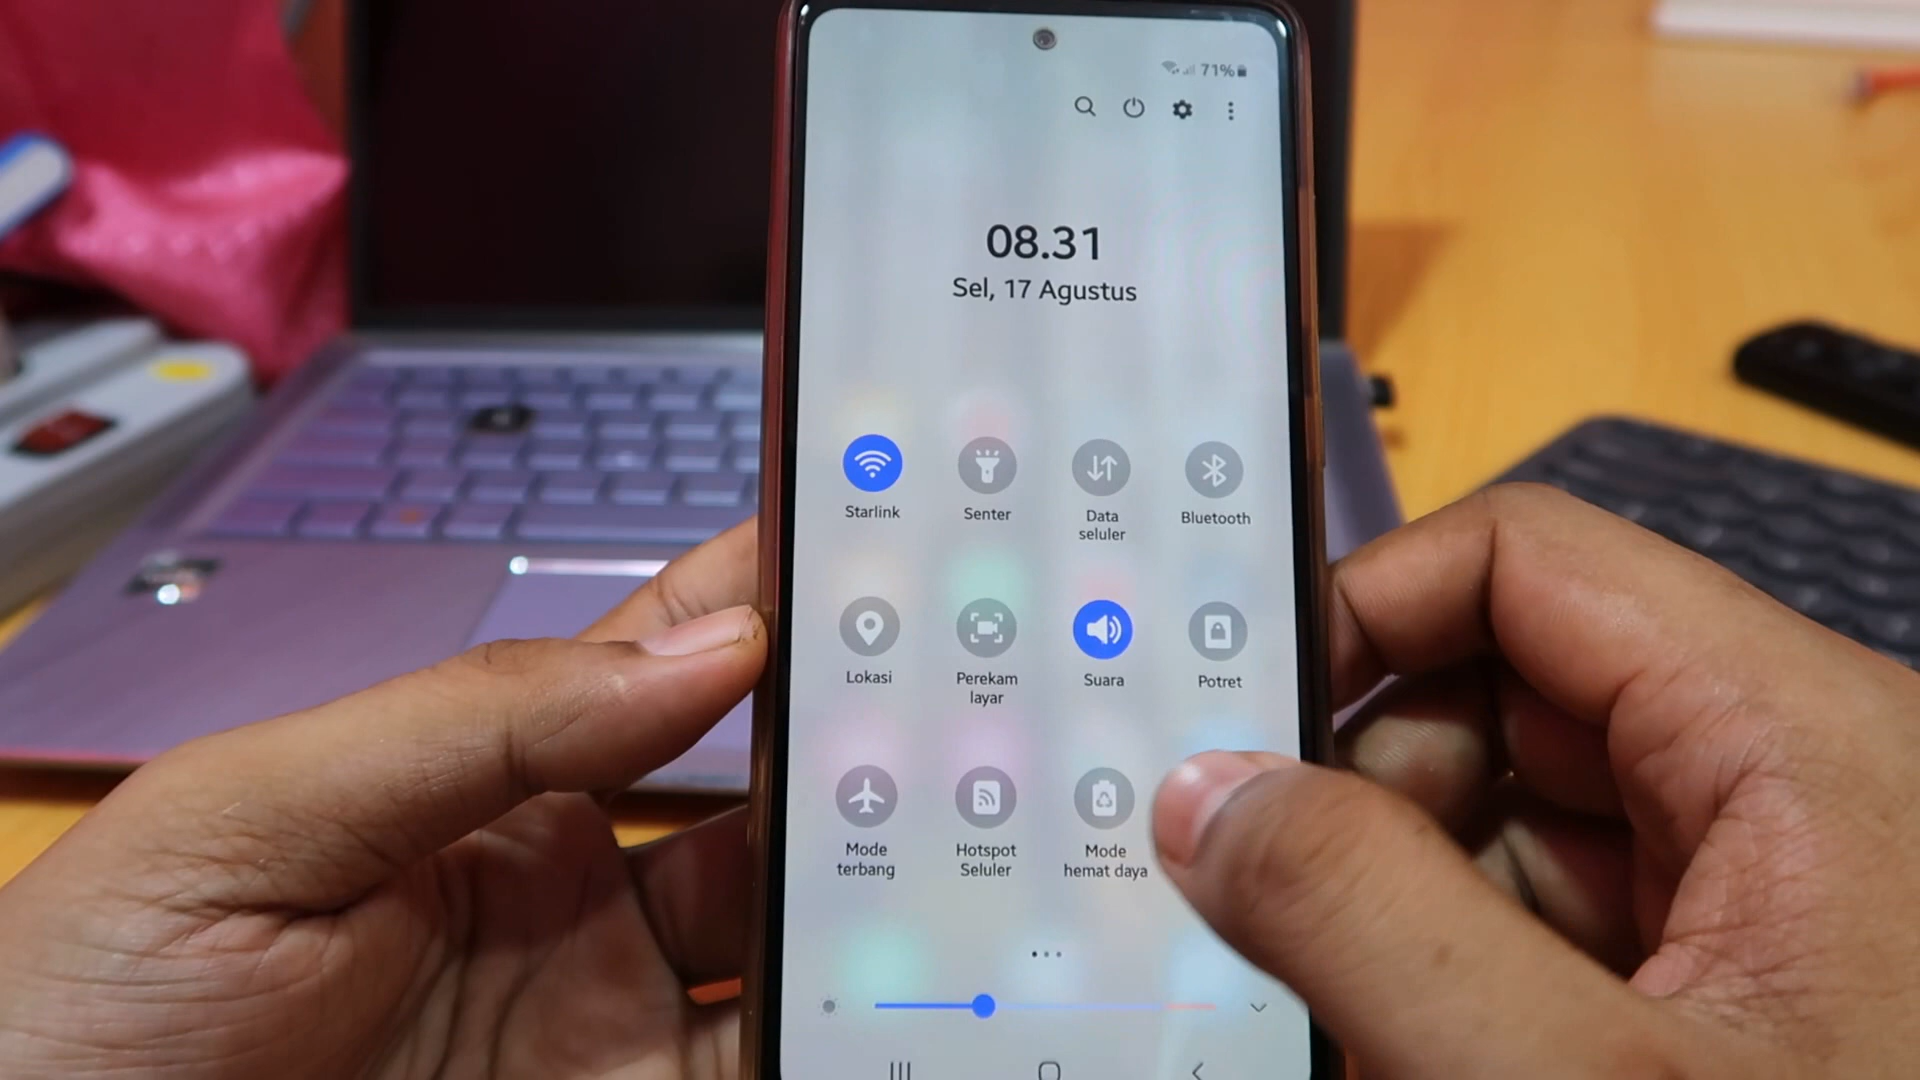 71%
08.31
Sel, 17 Agustus
Starlink
Senter
Data
seluler
Bluetooth
Lokasi
Perekam
layar
Suara
Potret
Mode
terbang
Hotspot
Seluler
Mode
hemat daya